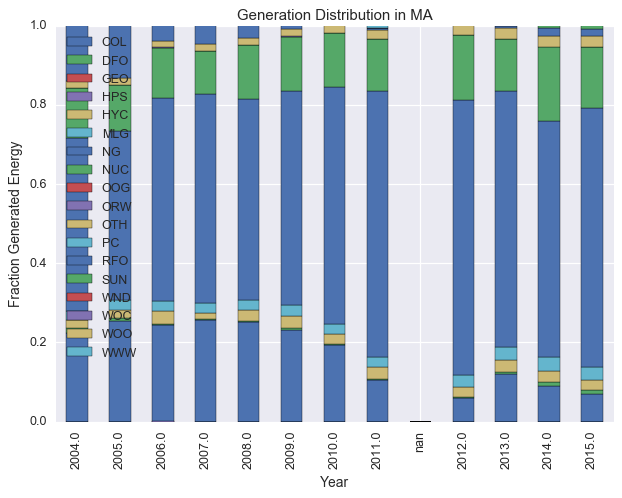 Generation Distribution in MA
Fraction Generated Energy
1.0
0.8
0.6
0.4
0.2
0.0
COL
DFO
GEO
HPS
HYC
MLG
NG
NUC
OOG
ORW
OTH
PC
RFO
SUN
WND
WOC
WOO
WWW
2004.0
2005.0
2006.0
2007.0
2008.0
2009.0
2010.0
2011.0
nan
2012.0
2013.0
2014.0
2015.0
Year